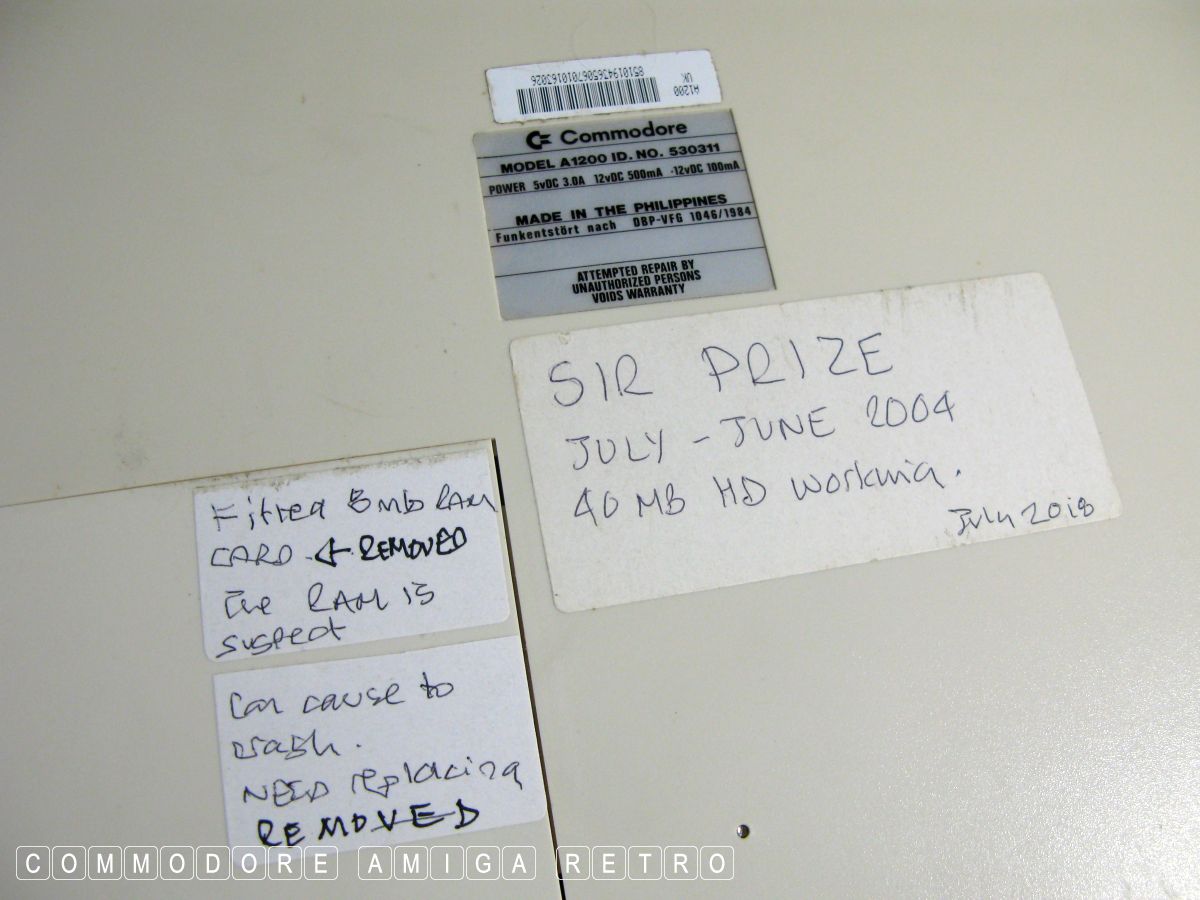 A1200
UK
8510194365067010163026
Commodore
MODEL A1200 ID. NO. 530311
POWER 5vDC 3.0A 12vDC 500mA -12vDC 100mA
MADE IN THE PHILIPPINES
Funkentstört nach DBP-VFG 1046/1984
ATTEMPTED REPAIR BY
UNAUTHORIZED PERSONS
VOIDS WARRANTY
SIR PRIZE
JULY - JUNE 2004
40 MB HD working.
July 2018
Fitted 8mb RAM
CARD ← REMOVED
The RAM is
suspect
Can cause to
crash.
NEED replacing
REMOVED
COMMODORE AMIGA RETRO